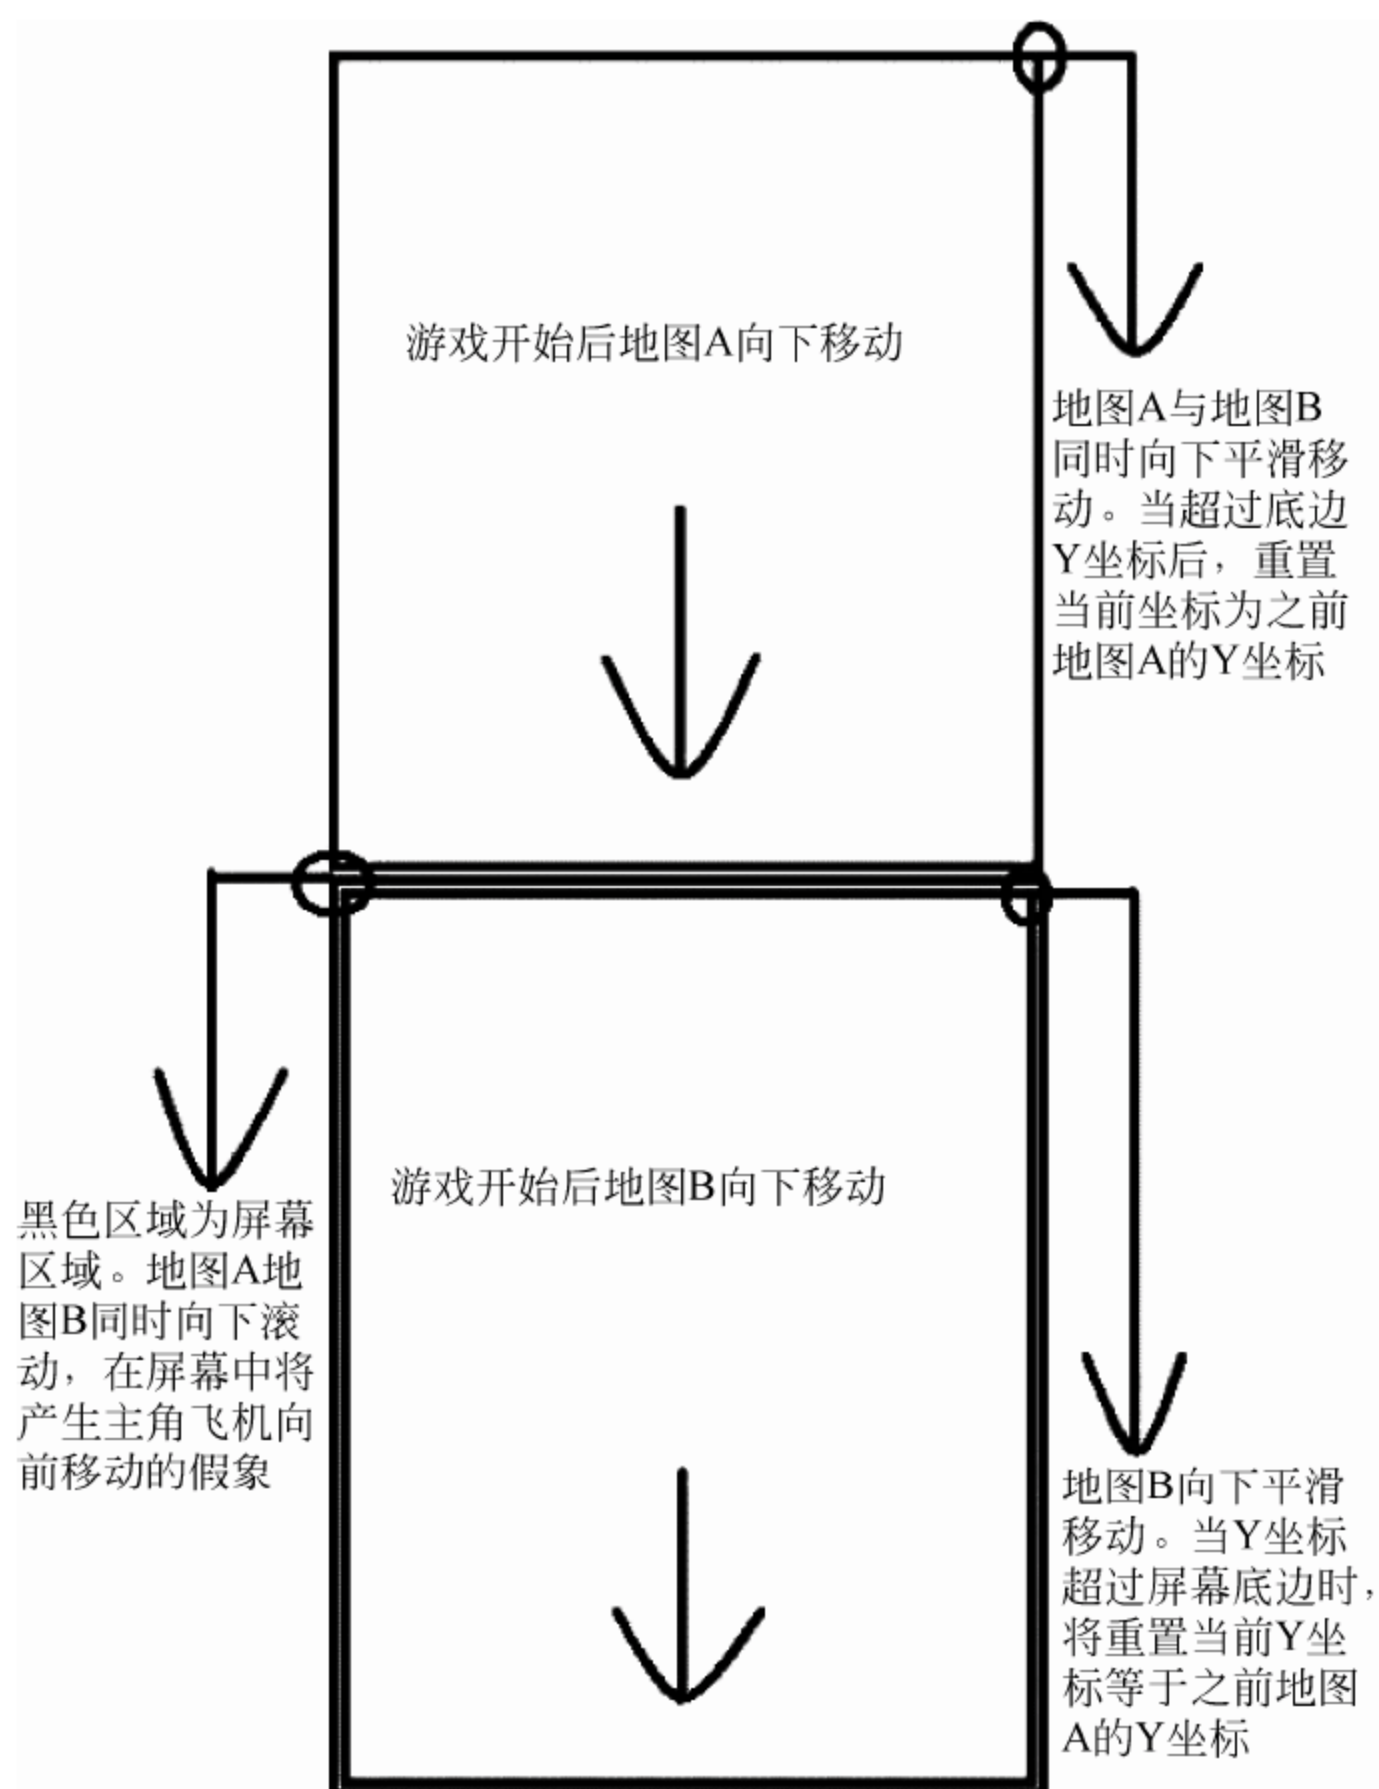 游戏开始后地图A向下移动
地图A与地图B
同时向下平滑移
动。当超过底边
Y坐标后，重置
当前坐标为之前
地图A的Y坐标
游戏开始后地图B向下移动
黑色区域为屏幕
区域。地图A地
图B同时向下滚
动，在屏幕中将
产生主角飞机向
前移动的假象
地图B向下平滑
移动。当Y坐标
超过屏幕底边时，
将重置当前Y坐
标等于之前地图
A的Y坐标